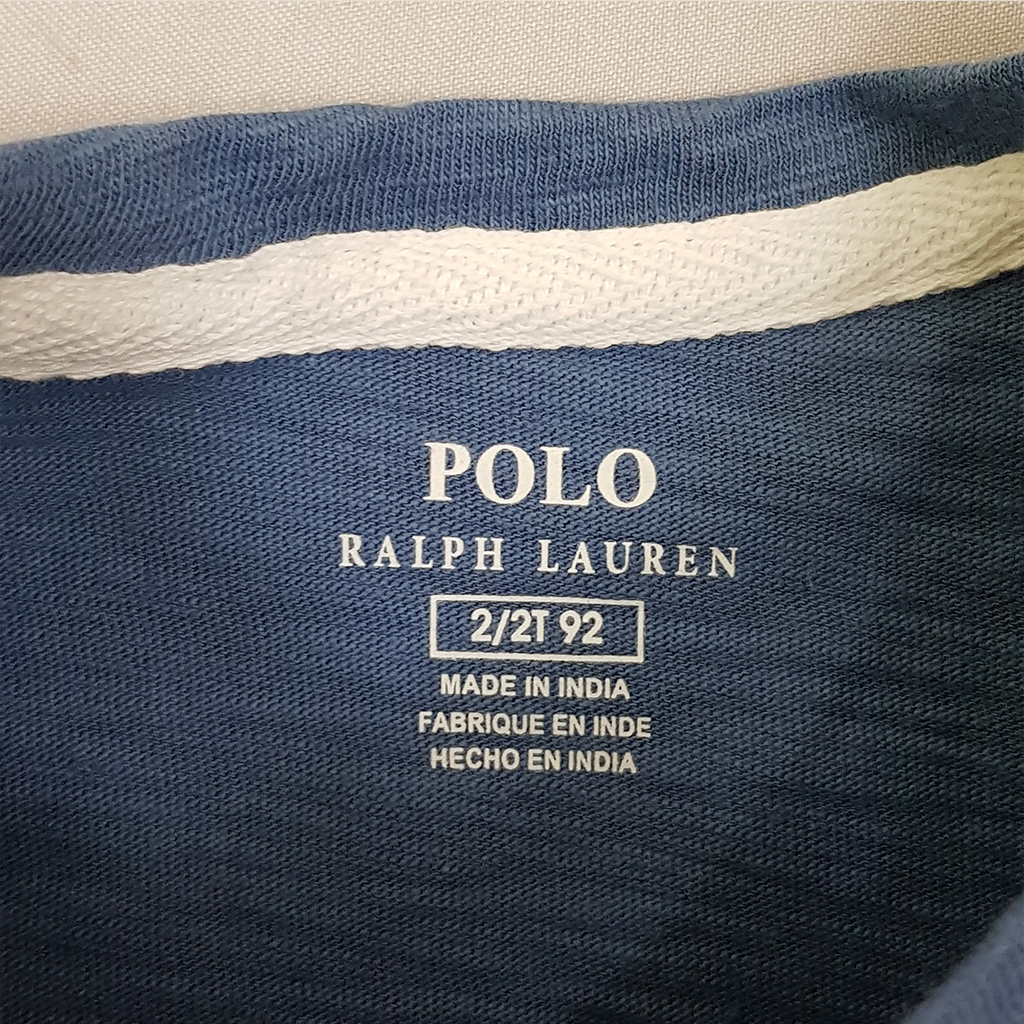 POLO
RALPH LAUREN
2/2T 92
MADE IN INDIA
FABRIQUE EN INDE
HECHO EN INDIA